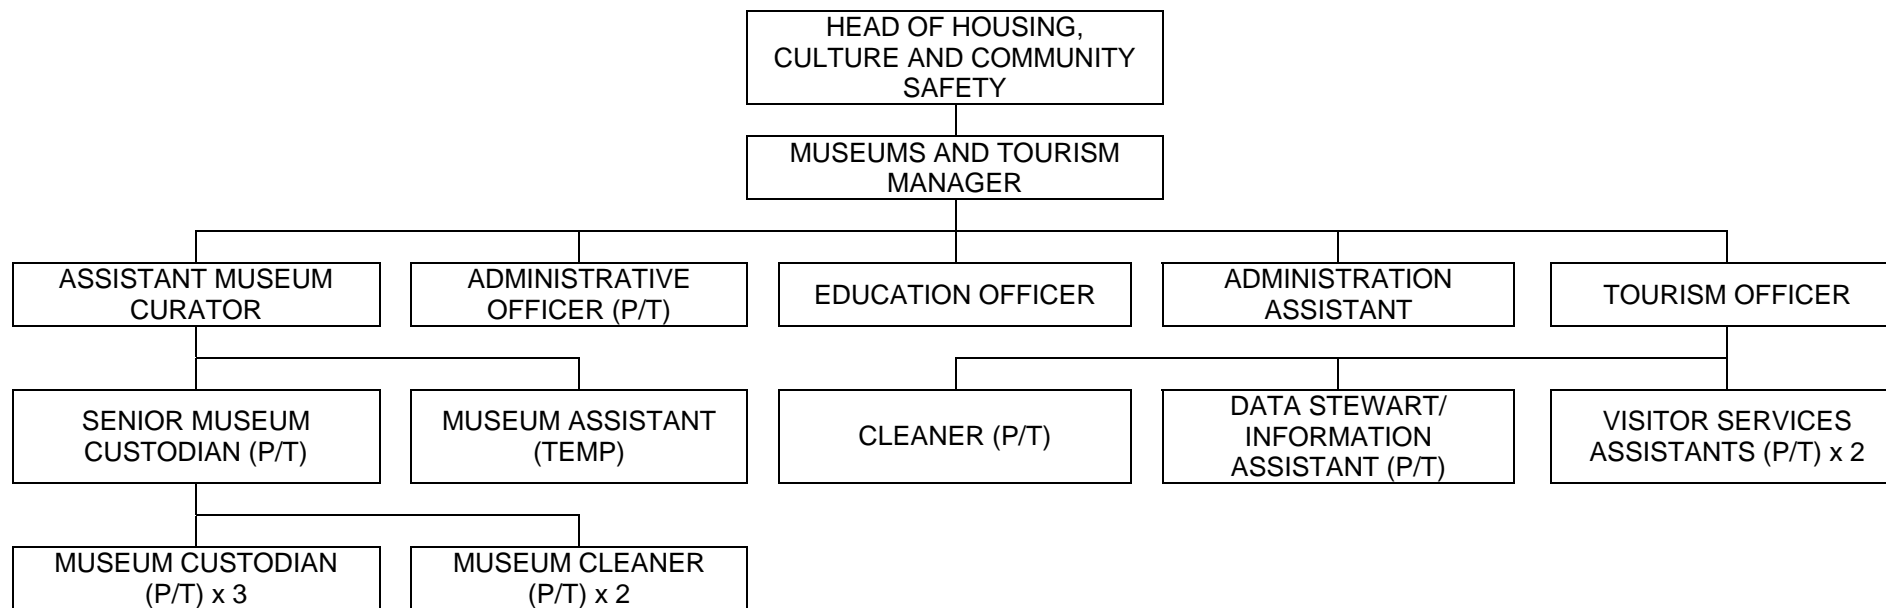 HEAD OF HOUSING,
CULTURE AND COMMUNITY
SAFETY
MUSEUMS AND TOURISM
MANAGER
ASSISTANT MUSEUM
CURATOR
ADMINISTRATIVE
OFFICER (P/T)
EDUCATION OFFICER
ADMINISTRATION
ASSISTANT
TOURISM OFFICER
SENIOR MUSEUM
CUSTODIAN (P/T)
MUSEUM ASSISTANT
(TEMP)
CLEANER (P/T)
DATA STEWART/
INFORMATION
ASSISTANT (P/T)
VISITOR SERVICES
ASSISTANTS (P/T) x 2
MUSEUM CUSTODIAN
(P/T) x 3
MUSEUM CLEANER
(P/T) x 2